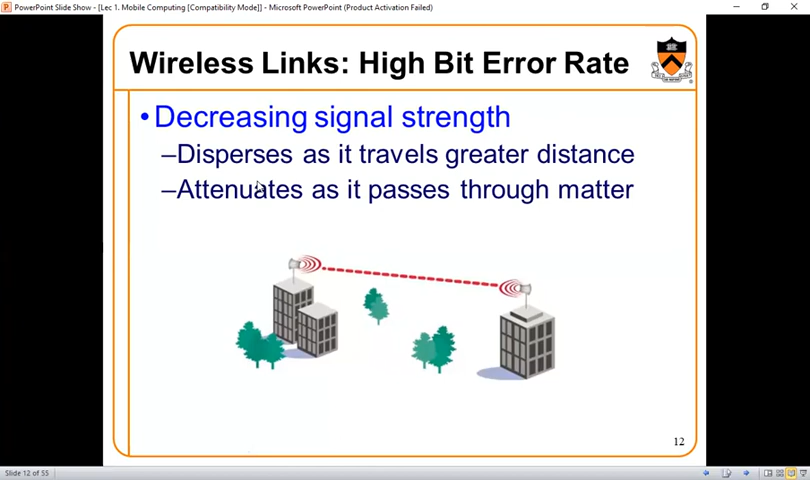 PowerPoint Slide Show - [Lec 1. Mobile Computing [Compatibility Mode]] - Microsoft PowerPoint (Product Activation Failed)
Wireless Links: High Bit Error Rate
• Decreasing signal strength
–Disperses as it travels greater distance
–Attenuates as it passes through matter
12
Slide 12 of 55